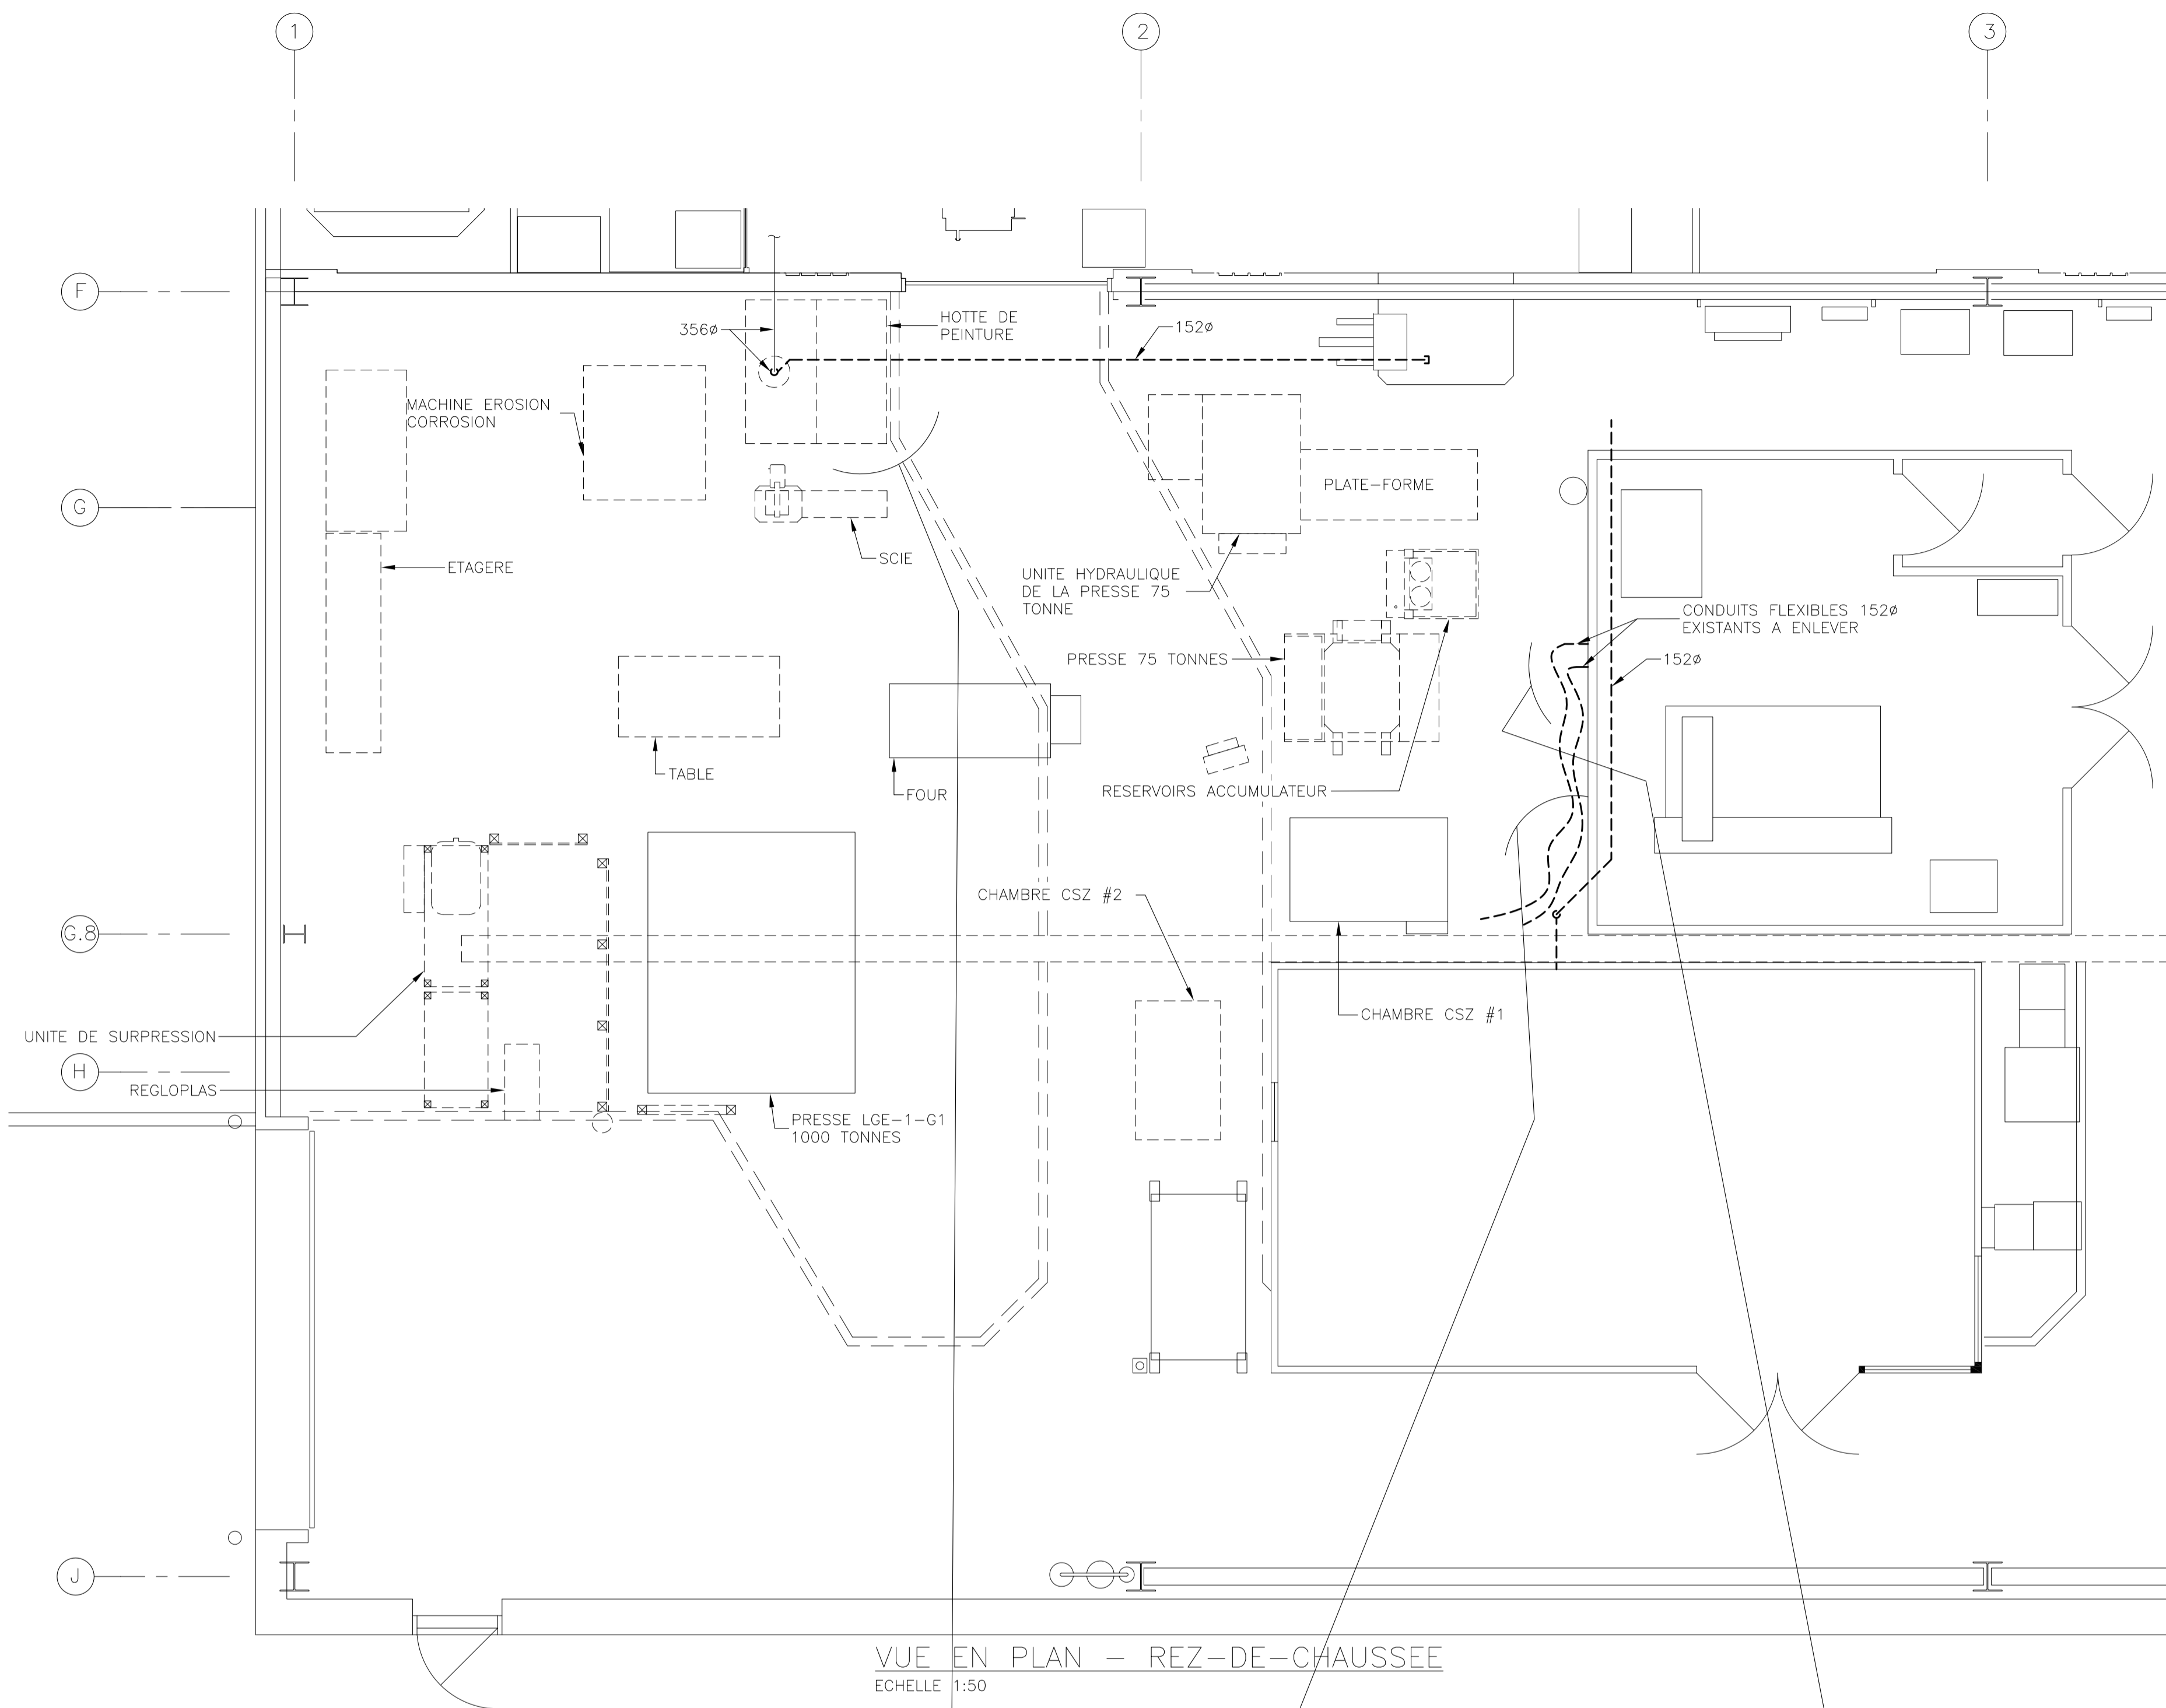 1
2
3
F
HOTTE DE
PEINTURE
356ø
152ø
MACHINE EROSION
CORROSION
PLATE-FORME
G
SCIE
ETAGERE
UNITE HYDRAULIQUE
DE LA PRESSE 75
TONNE
CONDUITS FLEXIBLES 152ø
EXISTANTS A ENLEVER
PRESSE 75 TONNES
152ø
TABLE
FOUR
RESERVOIRS ACCUMULATEUR
CHAMBRE CSZ #2
G.8
CHAMBRE CSZ #1
UNITE DE SURPRESSION
H
REGLOPLAS
PRESSE LGE-1-G1
1000 TONNES
J
VUE EN PLAN - REZ-DE-CHAUSSEE
ECHELLE 1:50